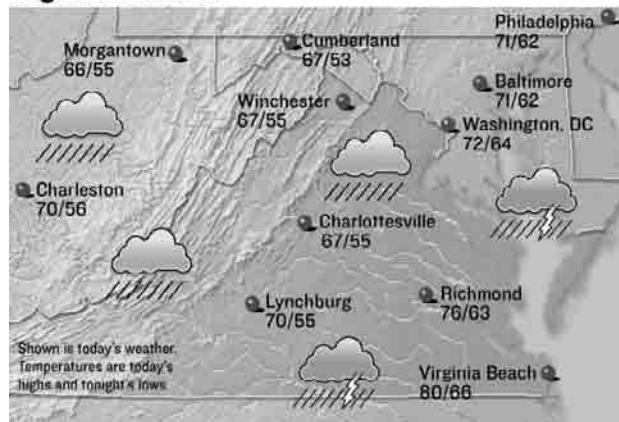 Philadelphia
71/62
Morgantown
66/55
Cumberland
67/53
Baltimore
71/62
Winchester
67/55
Washington, DC
72/64
Charleston
70/56
Charlottesville
67/55
Lynchburg
70/55
Richmond
76/63
Shown is today's weather.
Temperatures are today's
highs and tonight's lows.
Virginia Beach
80/66